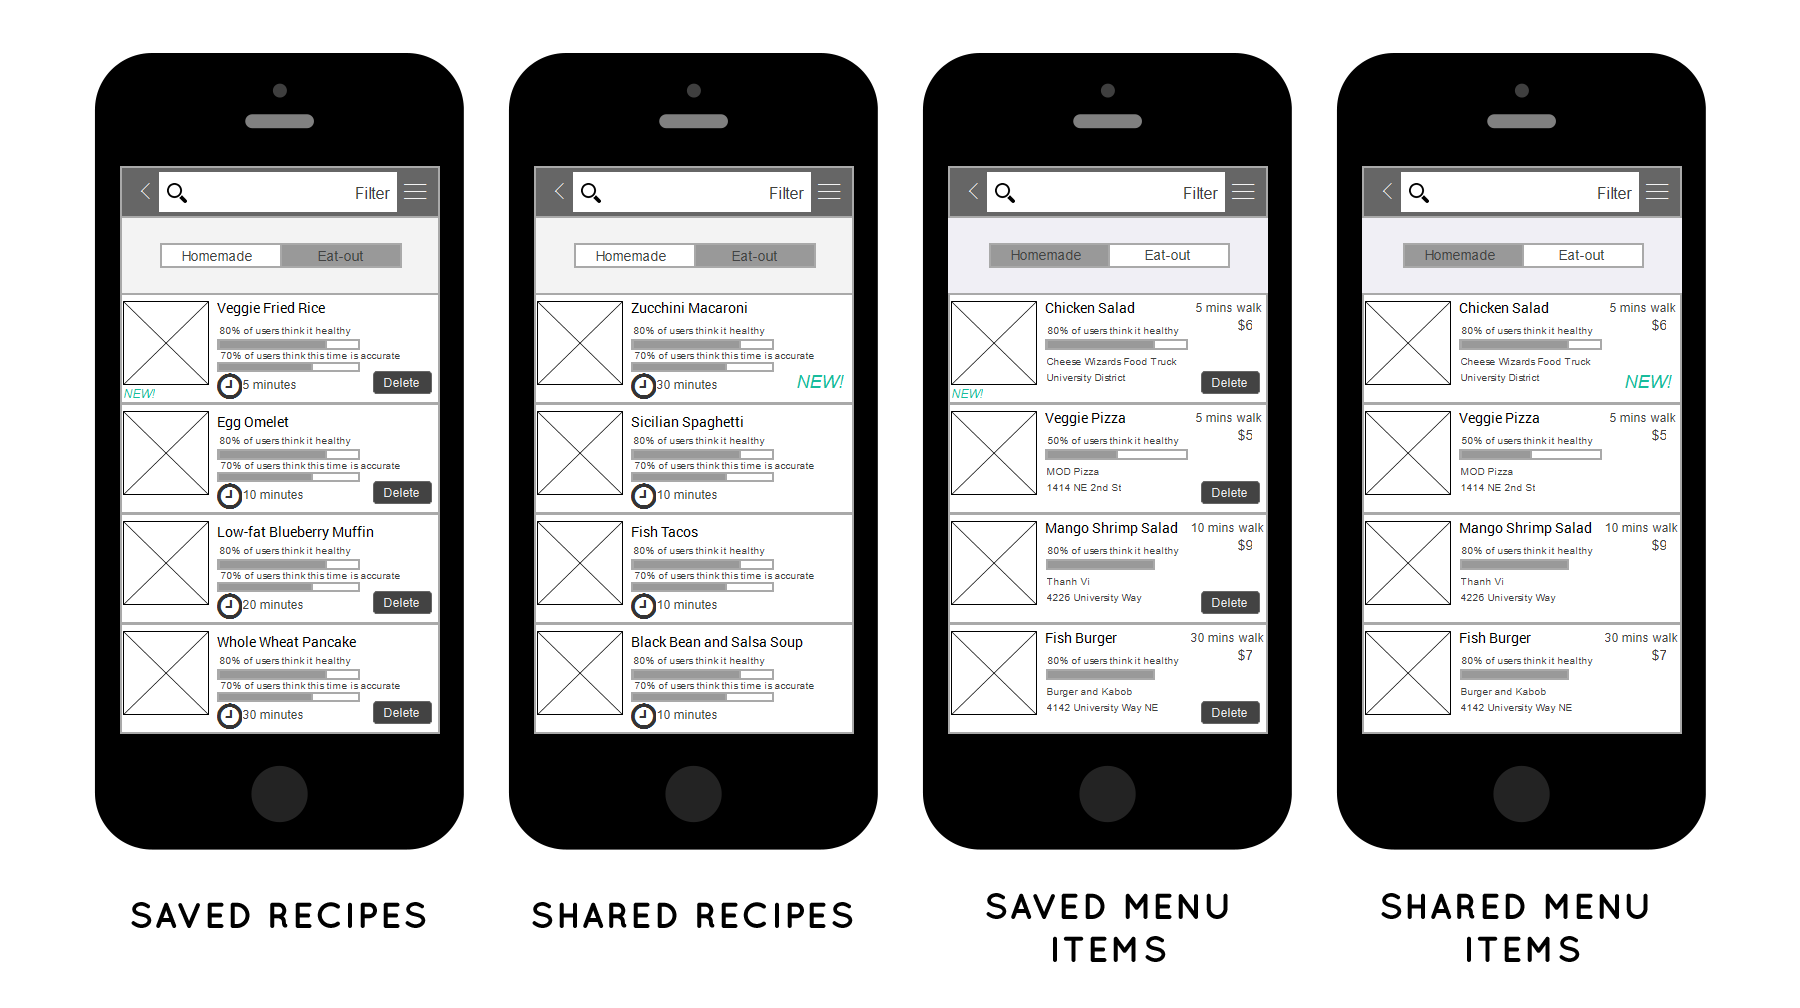 Filter
Homemade Eat-out
Veggie Fried Rice
80% of users think it healthy
70% of users think this time is accurate
5 minutes
Delete
NEW!
Egg Omelet
80% of users think it healthy
70% of users think this time is accurate
10 minutes
Delete
Low-fat Blueberry Muffin
80% of users think it healthy
70% of users think this time is accurate
20 minutes
Delete
Whole Wheat Pancake
80% of users think it healthy
70% of users think this time is accurate
30 minutes
Delete
SAVED RECIPES
Filter
Homemade Eat-out
Zucchini Macaroni
80% of users think it healthy
70% of users think this time is accurate
30 minutes
NEW!
Sicilian Spaghetti
80% of users think it healthy
70% of users think this time is accurate
10 minutes
Fish Tacos
80% of users think it healthy
70% of users think this time is accurate
10 minutes
Black Bean and Salsa Soup
80% of users think it healthy
70% of users think this time is accurate
10 minutes
SHARED RECIPES
Filter
Homemade Eat-out
Chicken Salad
5 mins walk
$6
80% of users think it healthy
Cheese Wizards Food Truck
University District
Delete
NEW!
Veggie Pizza
5 mins walk
$5
50% of users think it healthy
MOD Pizza
1414 NE 2nd St
Delete
Mango Shrimp Salad
10 mins walk
$9
80% of users think it healthy
Thanh Vi
4226 University Way
Delete
Fish Burger
30 mins walk
$7
80% of users think it healthy
Burger and Kabob
4142 University Way NE
Delete
SAVED MENU
ITEMS
Filter
Homemade Eat-out
Chicken Salad
5 mins walk
$6
80% of users think it healthy
Cheese Wizards Food Truck
University District
NEW!
Veggie Pizza
5 mins walk
$5
50% of users think it healthy
MOD Pizza
1414 NE 2nd St
Mango Shrimp Salad
10 mins walk
$9
80% of users think it healthy
Thanh Vi
4226 University Way
Fish Burger
30 mins walk
$7
80% of users think it healthy
Burger and Kabob
4142 University Way NE
SHARED MENU
ITEMS